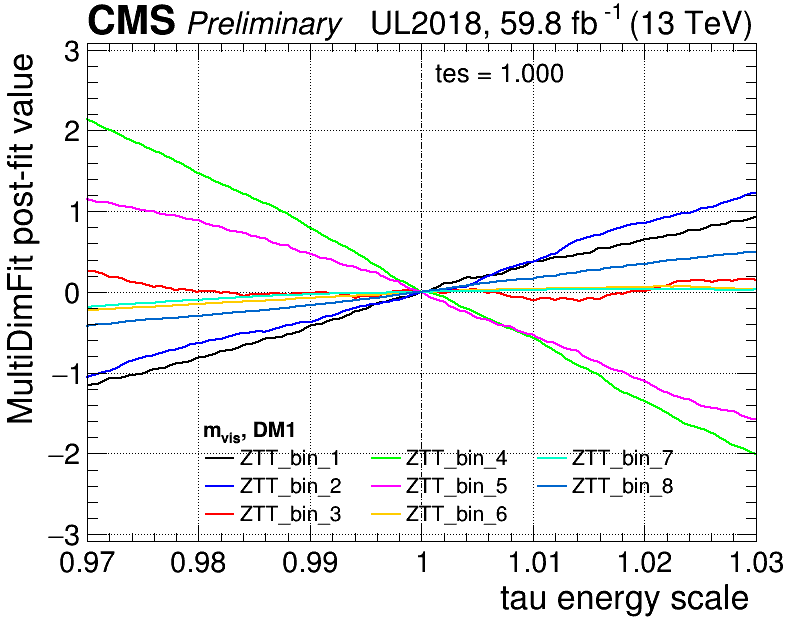 CMS Preliminary UL2018, 59.8 fb-1 (13 TeV)
MultiDimFit post-fit value
3
2
1
0
−1
−2
−3
tes = 1.000
mvis, DM1
ZTT_bin_1 ZTT_bin_4 ZTT_bin_7
ZTT_bin_2 ZTT_bin_5 ZTT_bin_8
ZTT_bin_3 ZTT_bin_6
0.97 0.98 0.99 1 1.01 1.02 1.03
tau energy scale